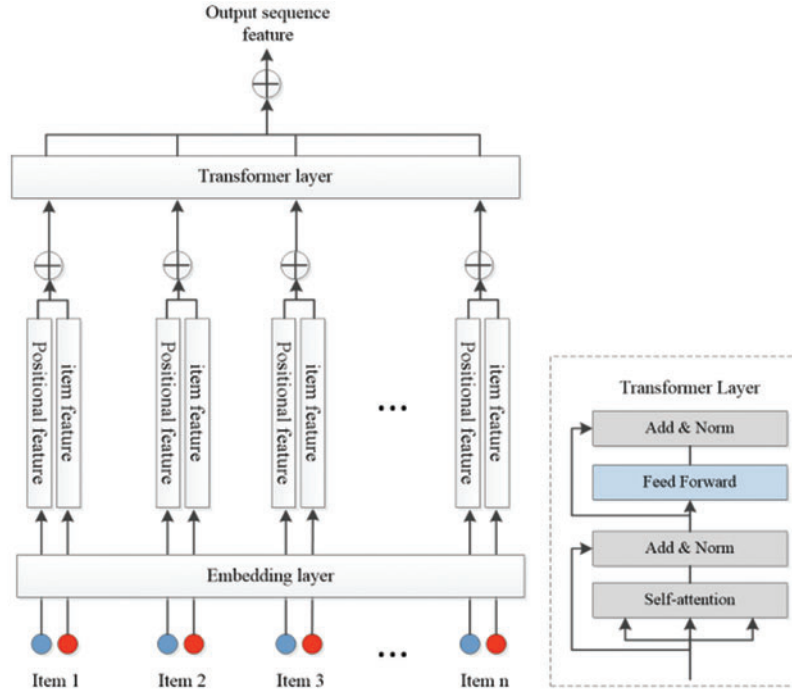 Output sequence
feature
Transformer layer
Positional feature
item feature
Positional feature
item feature
Positional feature
item feature
...
Positional feature
item feature
Embedding layer
Item 1
Item 2
Item 3
...
Item n
Transformer Layer
Add & Norm
Feed Forward
Add & Norm
Self-attention